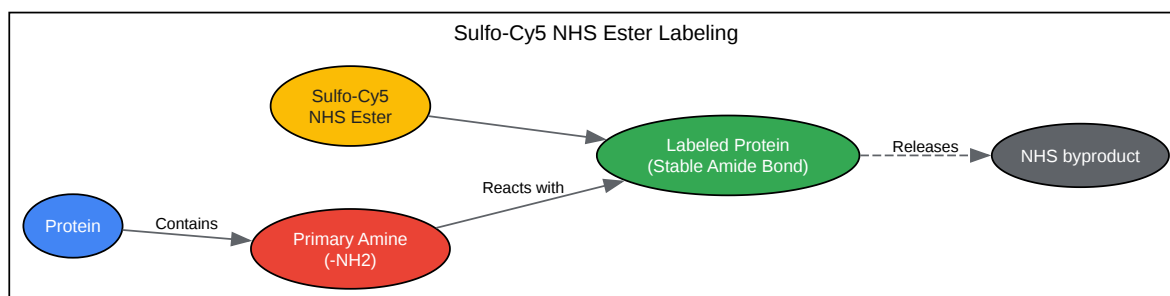 Sulfo-Cy5 NHS Ester Labeling
Sulfo-Cy5
NHS Ester
Labeled Protein
(Stable Amide Bond)
Releases
NHS byproduct
Reacts with
Protein
Contains
Primary Amine
(-NH2)